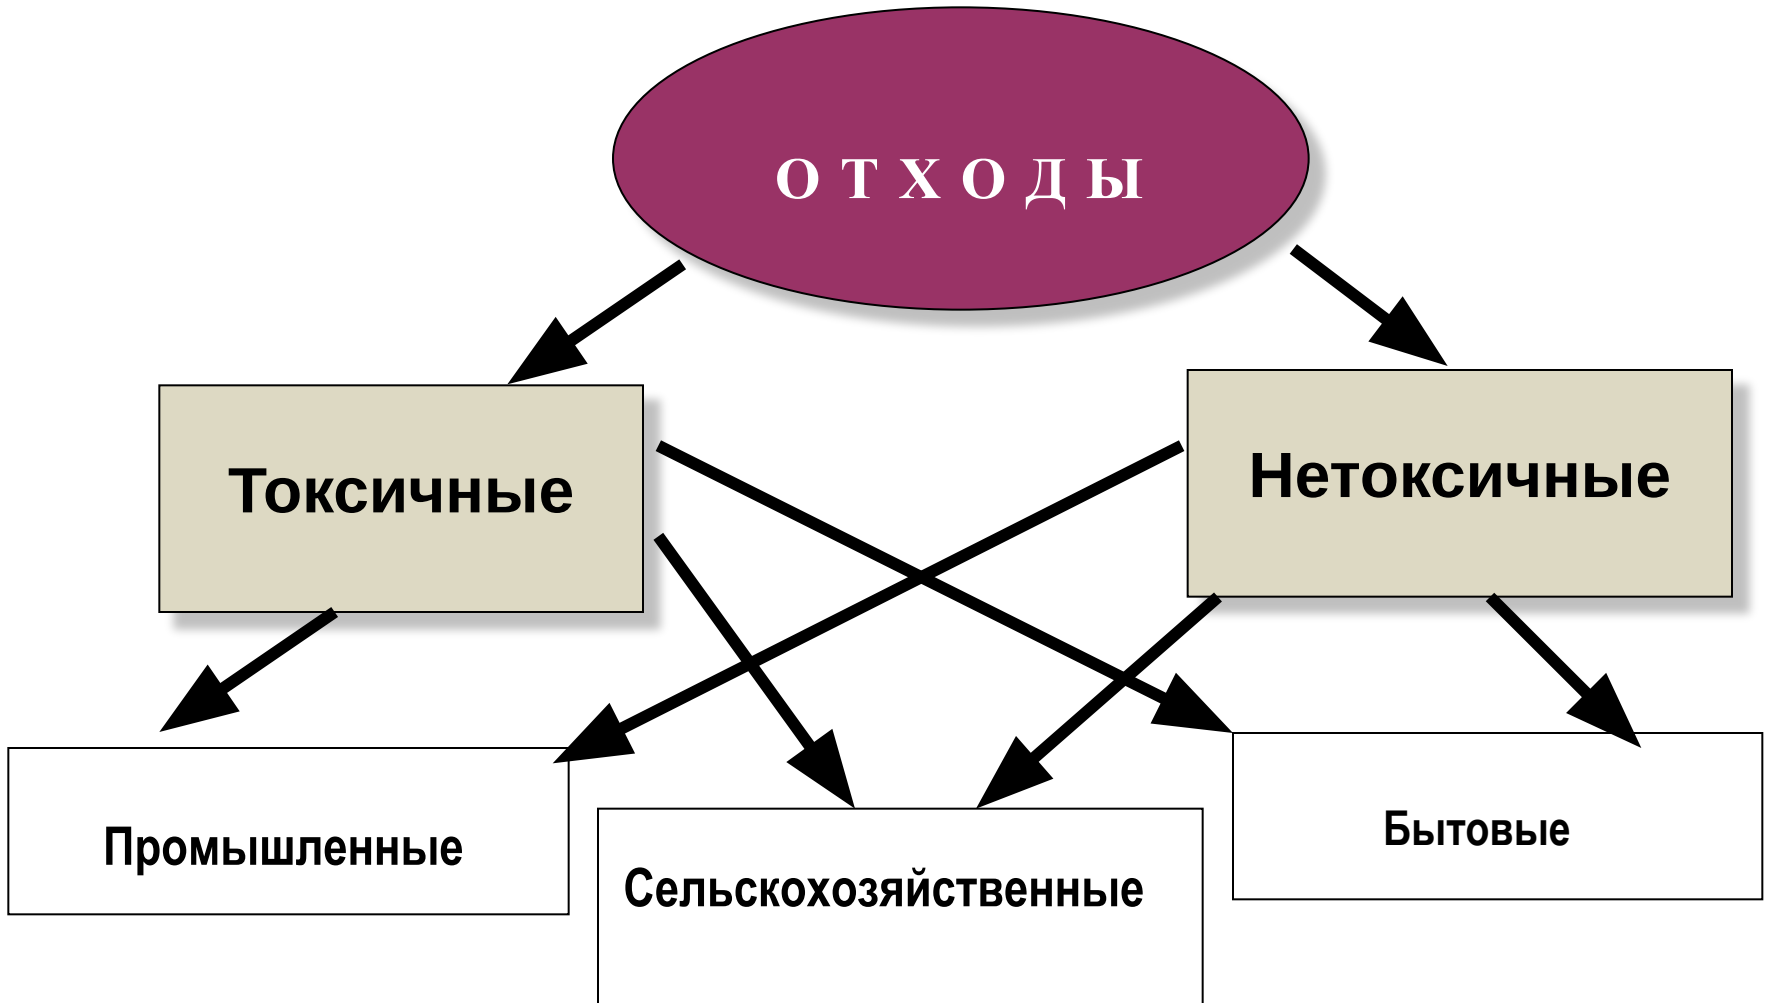 О Т Х О Д Ы
Токсичные
Нетоксичные
Промышленные
Сельскохозяйственные
Бытовые